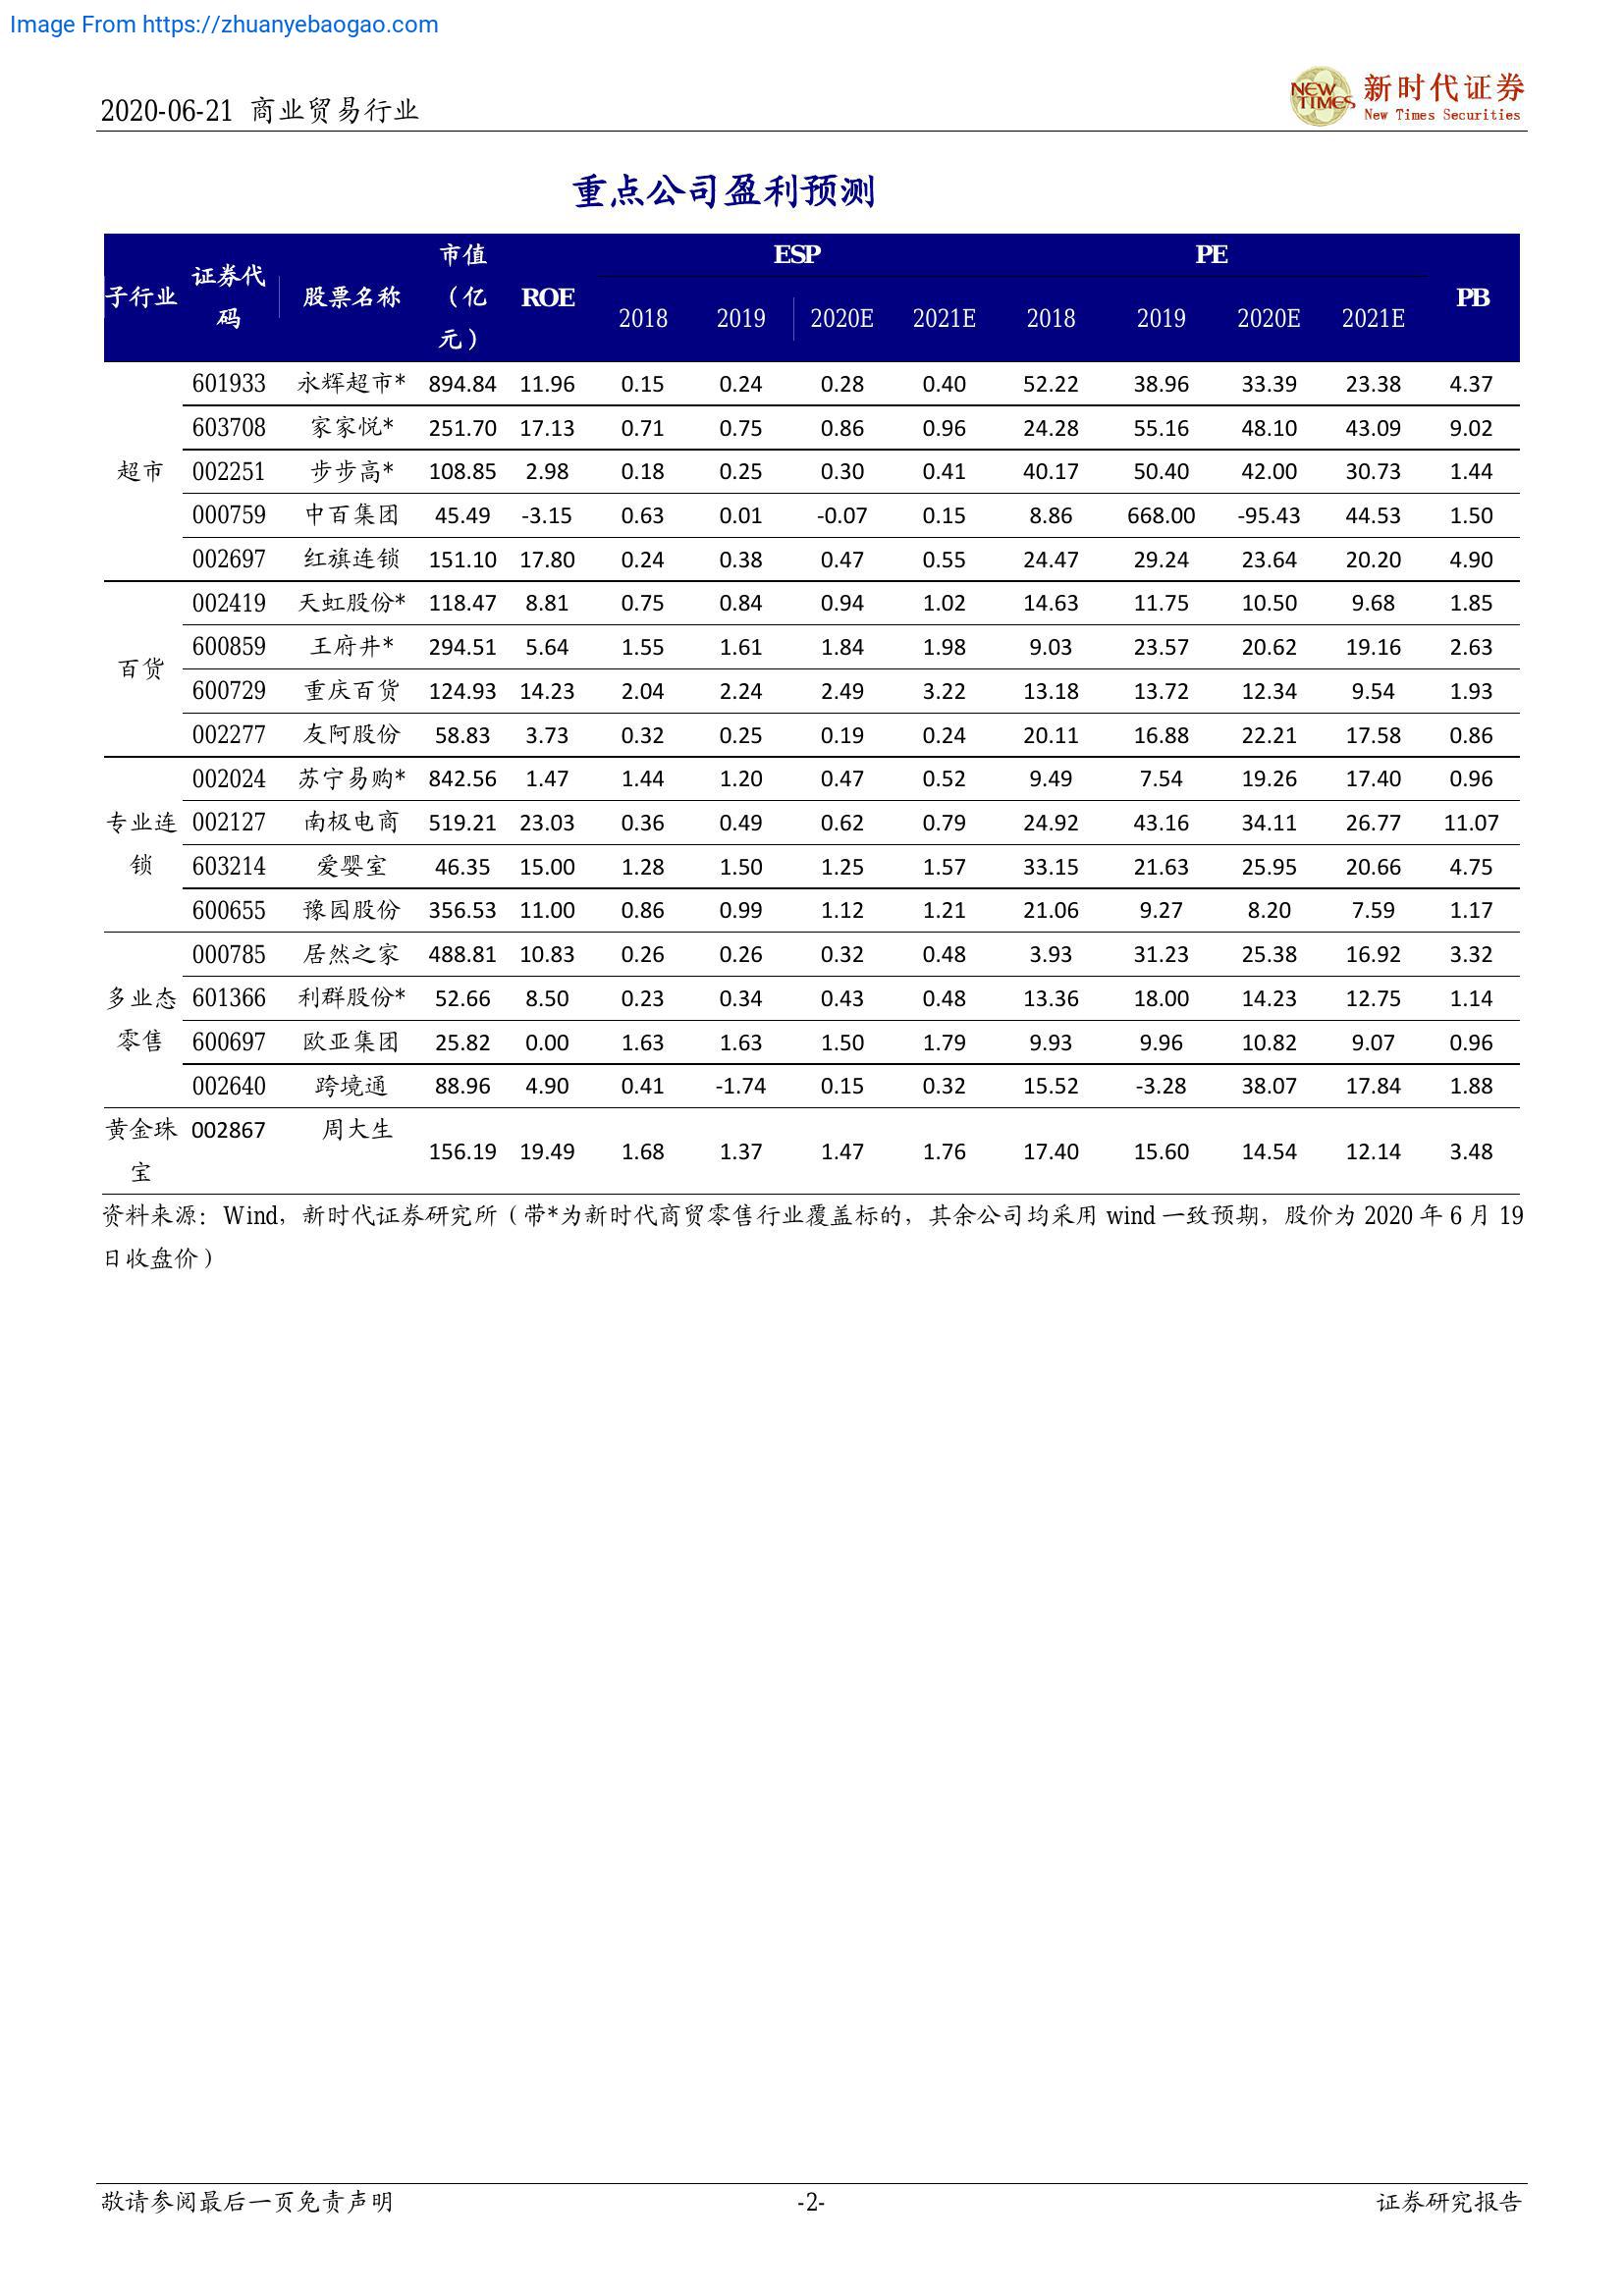 Image From https://zhuanyebaogao.com
2020-06-21 商业贸易行业
NEW TIMES 新时代证券
New Times Securities
重点公司盈利预测
子行业 证券代码 股票名称 市值（亿元） ROE ESP PE PB
2018 2019 2020E 2021E 2018 2019 2020E 2021E
超市
601933 永辉超市* 894.84 11.96 0.15 0.24 0.28 0.40 52.22 38.96 33.39 23.38 4.37
603708 家家悦* 251.70 17.13 0.71 0.75 0.86 0.96 24.28 55.16 48.10 43.09 9.02
002251 步步高* 108.85 2.98 0.18 0.25 0.30 0.41 40.17 50.40 42.00 30.73 1.44
000759 中百集团 45.49 -3.15 0.63 0.01 -0.07 0.15 8.86 668.00 -95.43 44.53 1.50
002697 红旗连锁 151.10 17.80 0.24 0.38 0.47 0.55 24.47 29.24 23.64 20.20 4.90
百货
002419 天虹股份* 118.47 8.81 0.75 0.84 0.94 1.02 14.63 11.75 10.50 9.68 1.85
600859 王府井* 294.51 5.64 1.55 1.61 1.84 1.98 9.03 23.57 20.62 19.16 2.63
600729 重庆百货 124.93 14.23 2.04 2.24 2.49 3.22 13.18 13.72 12.34 9.54 1.93
002277 友阿股份 58.83 3.73 0.32 0.25 0.19 0.24 20.11 16.88 22.21 17.58 0.86
专业连锁
002024 苏宁易购* 842.56 1.47 1.44 1.20 0.47 0.52 9.49 7.54 19.26 17.40 0.96
002127 南极电商 519.21 23.03 0.36 0.49 0.62 0.79 24.92 43.16 34.11 26.77 11.07
603214 爱婴室 46.35 15.00 1.28 1.50 1.25 1.57 33.15 21.63 25.95 20.66 4.75
600655 豫园股份 356.53 11.00 0.86 0.99 1.12 1.21 21.06 9.27 8.20 7.59 1.17
多业态零售
000785 居然之家 488.81 10.83 0.26 0.26 0.32 0.48 3.93 31.23 25.38 16.92 3.32
601366 利群股份* 52.66 8.50 0.23 0.34 0.43 0.48 13.36 18.00 14.23 12.75 1.14
600697 欧亚集团 25.82 0.00 1.63 1.63 1.50 1.79 9.93 9.96 10.82 9.07 0.96
002640 跨境通 88.96 4.90 0.41 -1.74 0.15 0.32 15.52 -3.28 38.07 17.84 1.88
黄金珠宝
002867 周大生 156.19 19.49 1.68 1.37 1.47 1.76 17.40 15.60 14.54 12.14 3.48
资料来源：Wind，新时代证券研究所（带*为新时代商贸零售行业覆盖标的，其余公司均采用 wind 一致预期，股价为 2020 年 6 月 19
日收盘价）
敬请参阅最后一页免责声明 -2- 证券研究报告